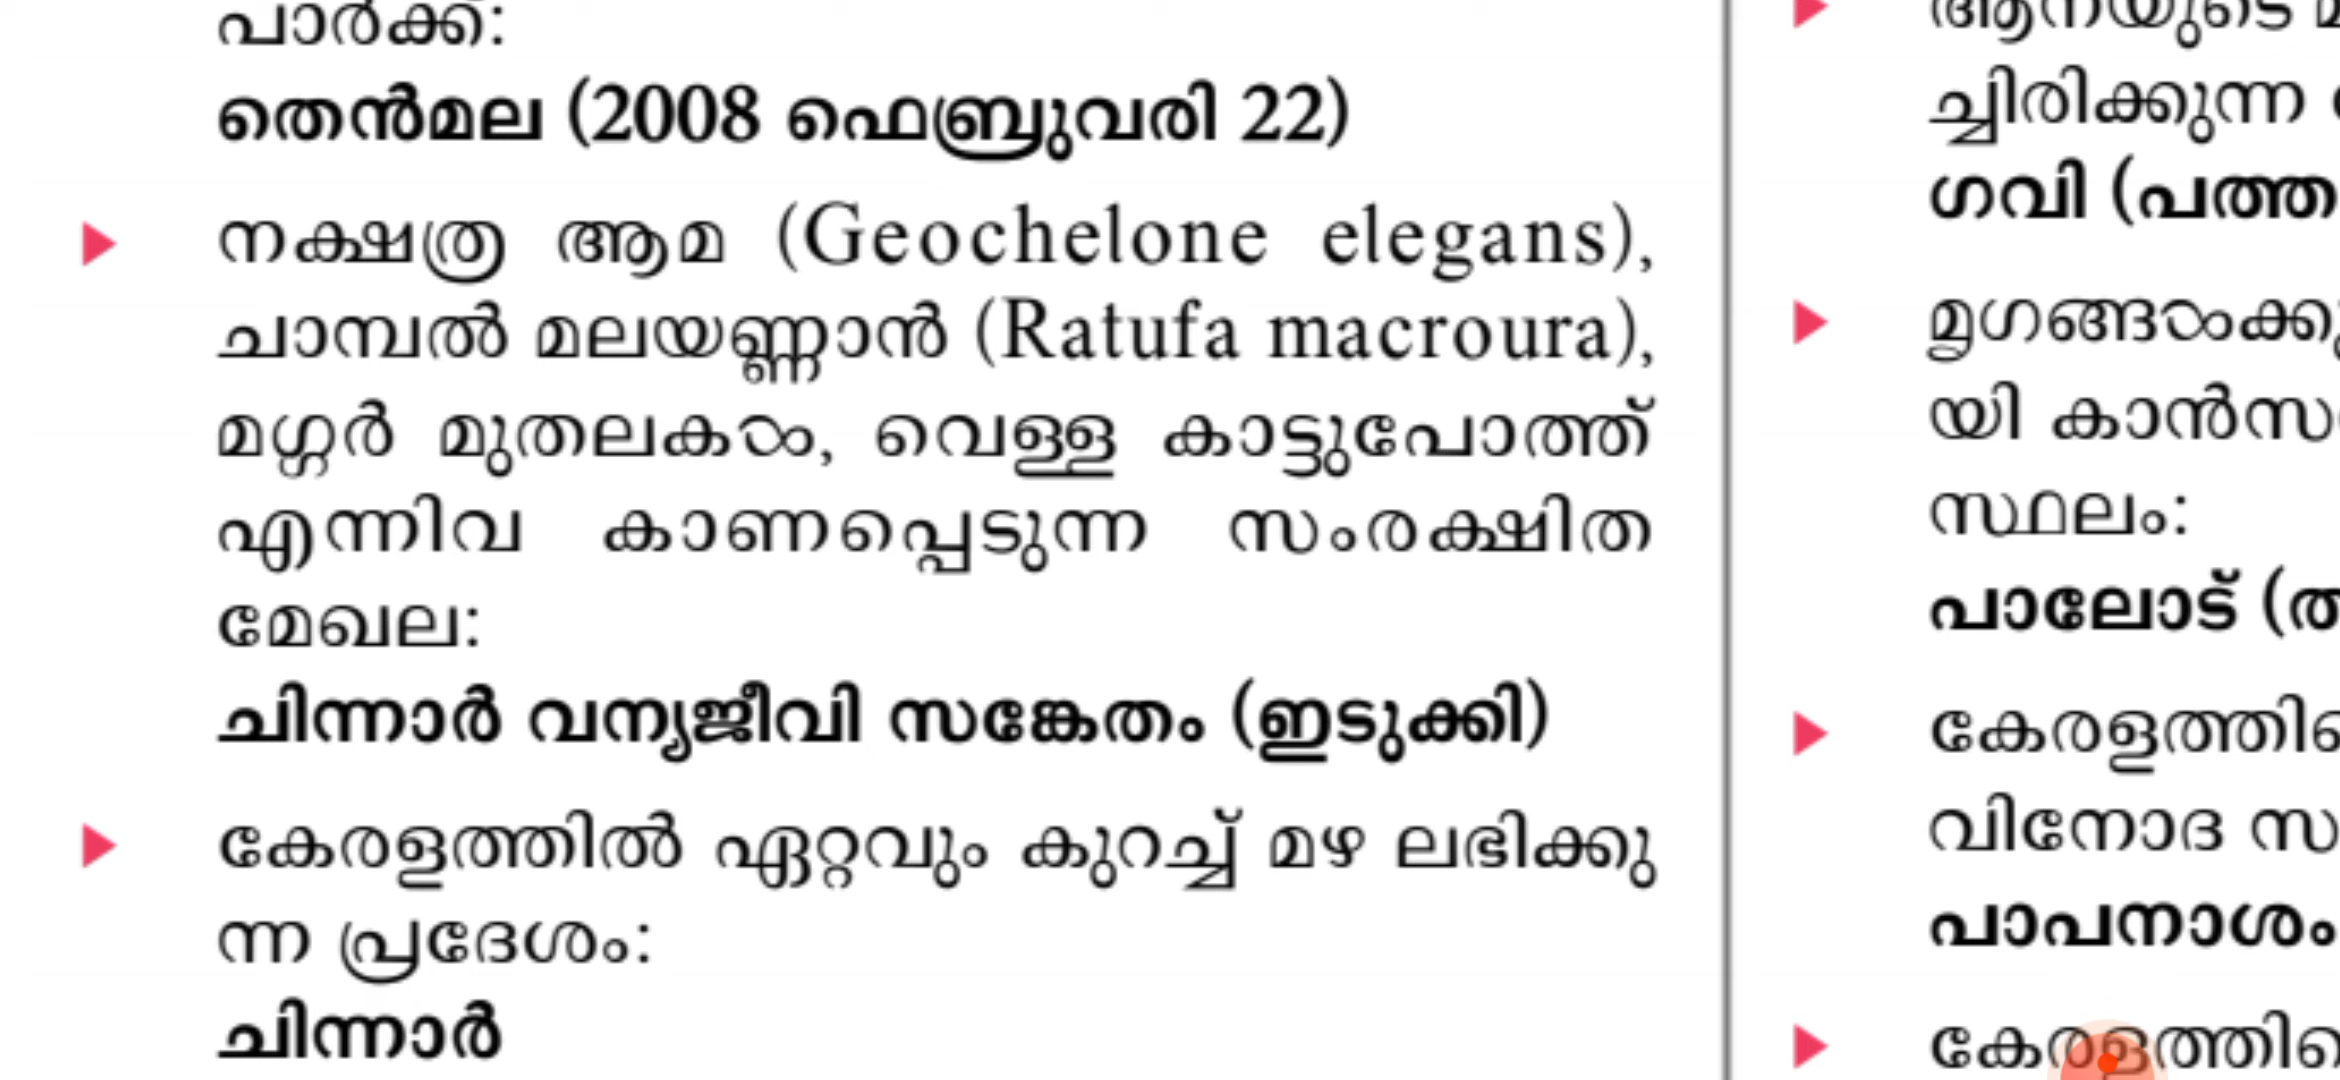 പാർക്ക്:
തെൻമല (2008 ഫെബ്രുവരി 22)
നക്ഷത്ര ആമ (Geochelone elegans),
ചാമ്പൽ മലയണ്ണാൻ (Ratufa macroura),
മഗ്ഗർ മുതലകൾ, വെള്ള കാട്ടുപോത്ത്
എന്നിവ കാണപ്പെടുന്ന സംരക്ഷിത
മേഖല:
ചിന്നാർ വന്യജീവി സങ്കേതം (ഇടുക്കി)
കേരളത്തിൽ ഏറ്റവും കുറച്ച് മഴ ലഭിക്കു
ന്ന പ്രദേശം:
ചിന്നാർ
ആനയുടെ
ച്ചിരിക്കുന്ന
ഗവി (പത്ത
മൃഗങ്ങൾക്കു
യി കാൻസ
സ്ഥലം:
പാലോട് (ത
കേരളത്തി
വിനോദ സ
പാപനാശം
കേരളത്തി